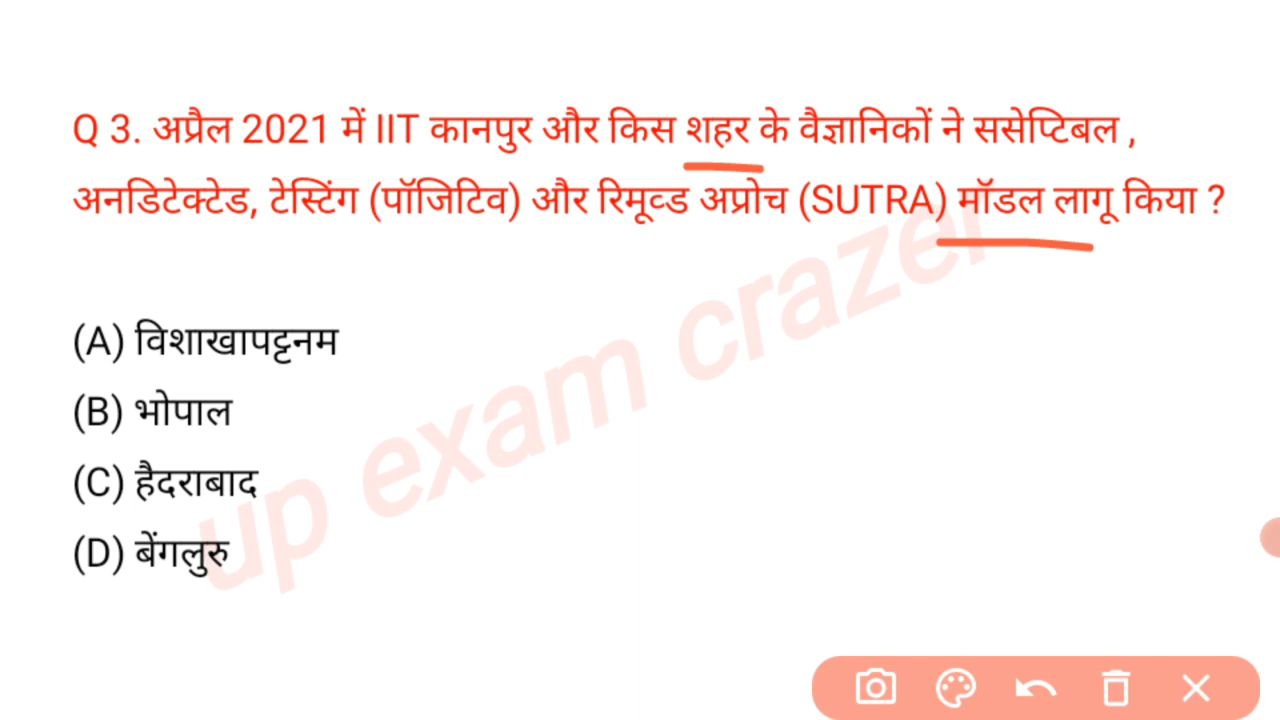 Q 3. अप्रैल 2021 में IIT कानपुर और किस शहर के वैज्ञानिकों ने ससेप्टिबल ,
अनडिटेक्टेड, टेस्टिंग (पॉजिटिव) और रिमूव्ड अप्रोच (SUTRA) मॉडल लागू किया ?
(A) विशाखापट्टनम
(B) भोपाल
(C) हैदराबाद
(D) बेंगलुरु
up exam crazer